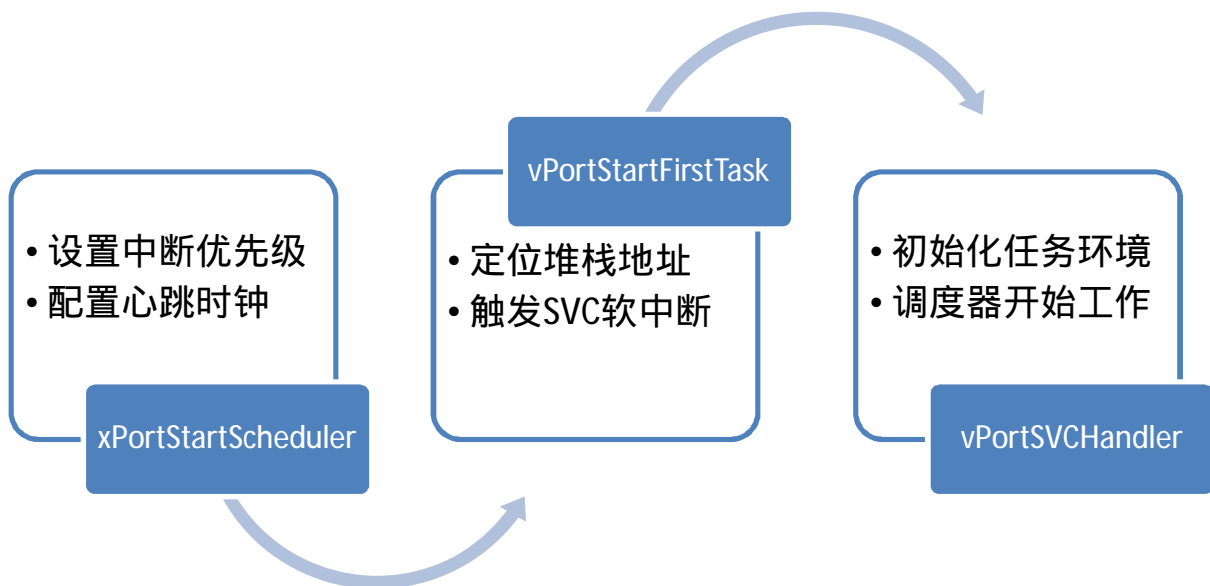 • 设置中断优先级
• 配置心跳时钟
xPortStartScheduler
vPortStartFirstTask
• 定位堆栈地址
• 触发SVC软中断
• 初始化任务环境
• 调度器开始工作
vPortSVCHandler